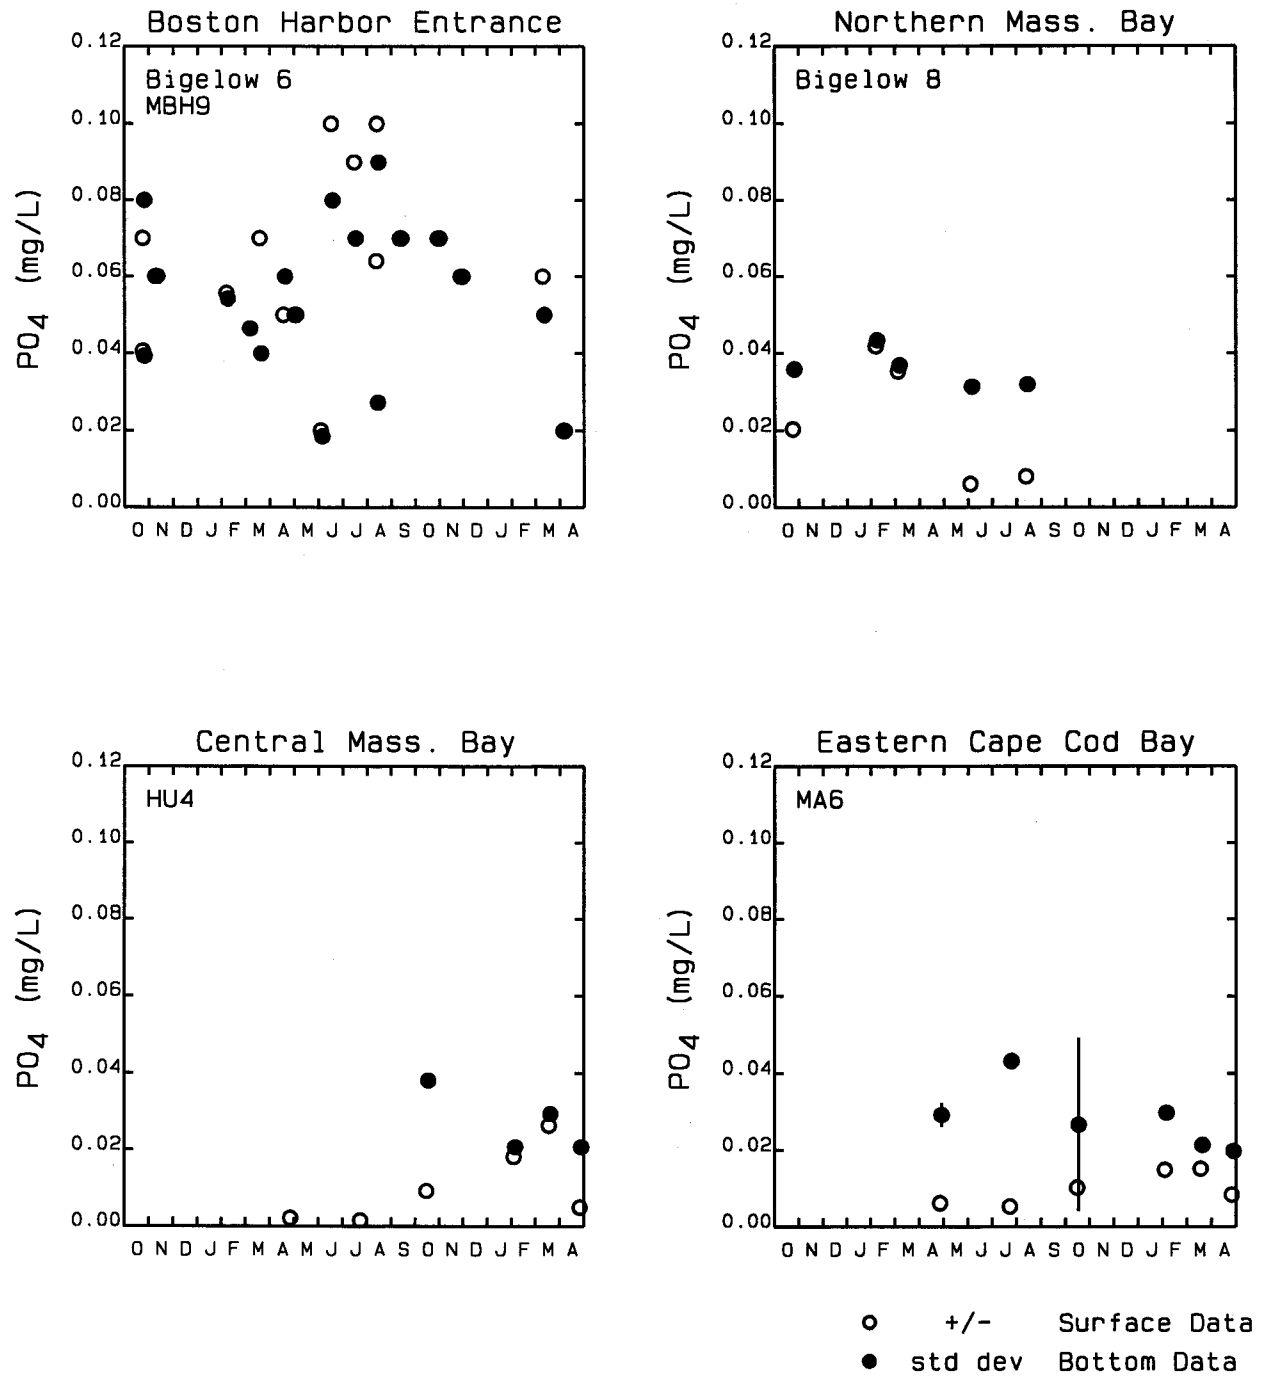 Boston Harbor Entrance
Bigelow 6
MBH9
PO4 (mg/L)
0.12
0.10
0.08
0.06
0.04
0.02
0.00
O N D J F M A M J J A S O N D J F M A
Northern Mass. Bay
Bigelow 8
PO4 (mg/L)
0.12
0.10
0.08
0.06
0.04
0.02
0.00
O N D J F M A M J J A S O N D J F M A
Central Mass. Bay
HU4
PO4 (mg/L)
0.12
0.10
0.08
0.06
0.04
0.02
0.00
O N D J F M A M J J A S O N D J F M A
Eastern Cape Cod Bay
MA6
PO4 (mg/L)
0.12
0.10
0.08
0.06
0.04
0.02
0.00
O N D J F M A M J J A S O N D J F M A
+/- Surface Data
std dev Bottom Data